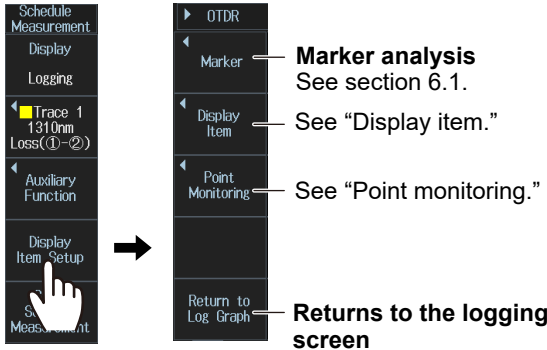 Schedule
Measurement
Display
Logging
Trace 1
1310nm
Loss(①-②)
Auxiliary
Function
Display
Item Setup
OTDR
Marker
Display
Item
Point
Monitoring
Return to
Log Graph
Marker analysis
See section 6.1.
See “Display item.”
See “Point monitoring.”
Returns to the logging
screen